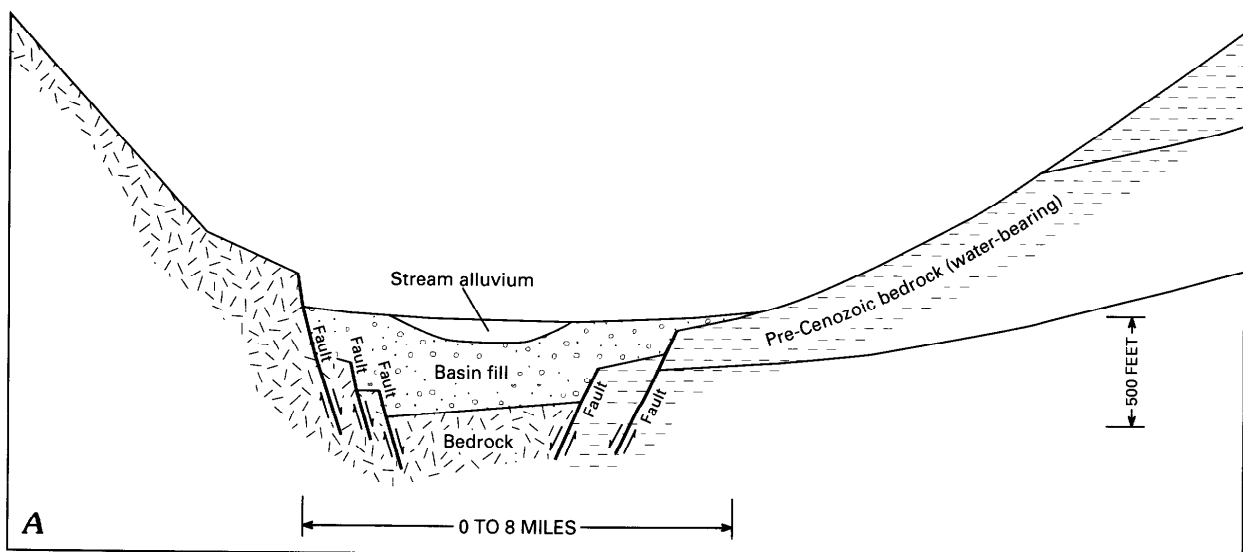 Stream alluvium
Pre-Cenozoic bedrock (water-bearing)
Fault
Fault
Fault
Basin fill
Fault
Fault
Bedrock
500 FEET
A
0 TO 8 MILES